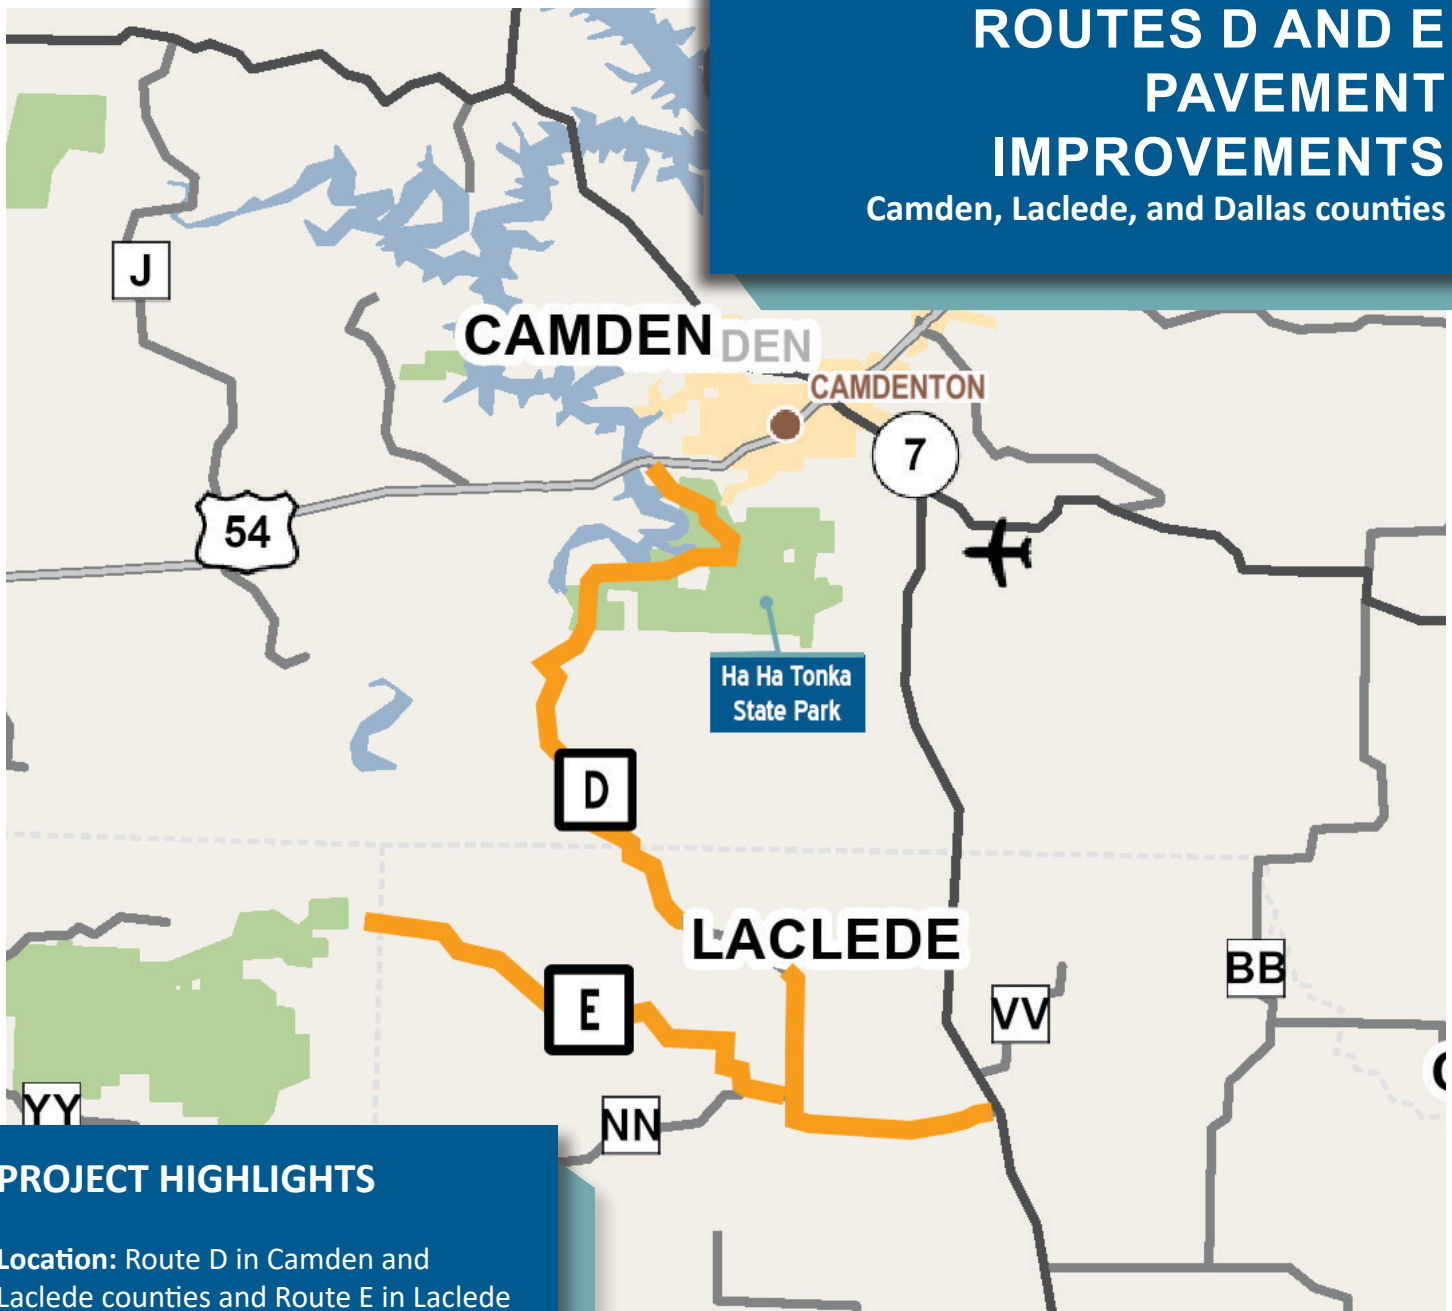 ROUTES D AND E
PAVEMENT
IMPROVEMENTS
Camden, Laclede, and Dallas counties
J
CAMDEN
DEN
CAMDENTON
7
54
Ha Ha Tonka
State Park
D
LACLEDE
BB
E
VV
YY
NN
PROJECT HIGHLIGHTS
Location: Route D in Camden and
Laclede counties and Route E in Laclede